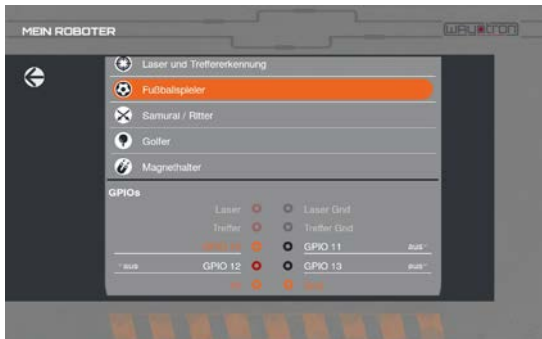 MEIN ROBOTER
Laser und Treffererkennung
Fußballspieler
Samurai / Ritter
Golfer
Magnethalter
GPIOs
Laser Laser Gnd
Treffer Treffer Gnd
GPIO 11 aus
aus GPIO 12 GPIO 13 aus